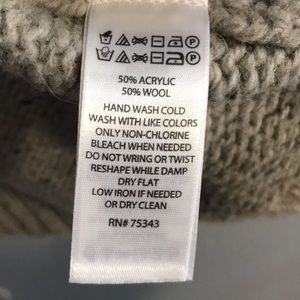 50% ACRYLIC
50% WOOL
HAND WASH COLD
WASH WITH LIKE COLORS
ONLY NON-CHLORINE
BLEACH WHEN NEEDED
DO NOT WRING OR TWIST
RESHAPE WHILE DAMP
DRY FLAT
LOW IRON IF NEEDED
OR DRY CLEAN
RN# 75343